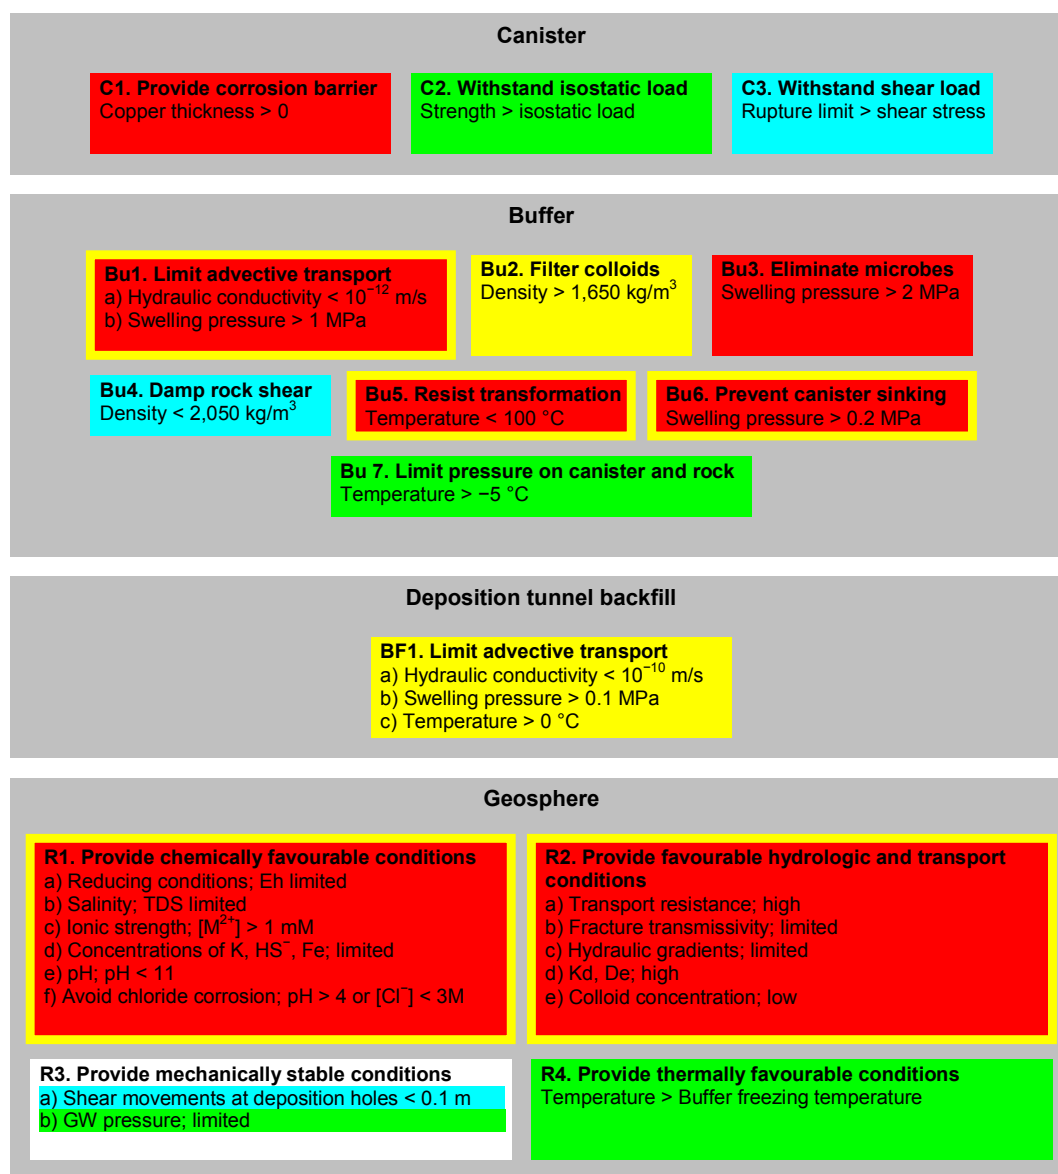 Canister
C1. Provide corrosion barrier
Copper thickness > 0
C2. Withstand isostatic load
Strength > isostatic load
C3. Withstand shear load
Rupture limit > shear stress
Buffer
Bu1. Limit advective transport
a) Hydraulic conductivity < 10⁻¹² m/s
b) Swelling pressure > 1 MPa
Bu2. Filter colloids
Density > 1,650 kg/m³
Bu3. Eliminate microbes
Swelling pressure > 2 MPa
Bu4. Damp rock shear
Density < 2,050 kg/m³
Bu5. Resist transformation
Temperature < 100 °C
Bu6. Prevent canister sinking
Swelling pressure > 0.2 MPa
Bu 7. Limit pressure on canister and rock
Temperature > −5 °C
Deposition tunnel backfill
BF1. Limit advective transport
a) Hydraulic conductivity < 10⁻¹⁰ m/s
b) Swelling pressure > 0.1 MPa
c) Temperature > 0 °C
Geosphere
R1. Provide chemically favourable conditions
a) Reducing conditions; Eh limited
b) Salinity; TDS limited
c) Ionic strength; [M²⁺] > 1 mM
d) Concentrations of K, HS⁻, Fe; limited
e) pH; pH < 11
f) Avoid chloride corrosion; pH > 4 or [Cl⁻] < 3M
R2. Provide favourable hydrologic and transport
conditions
a) Transport resistance; high
b) Fracture transmissivity; limited
c) Hydraulic gradients; limited
d) Kd, De; high
e) Colloid concentration; low
R3. Provide mechanically stable conditions
a) Shear movements at deposition holes < 0.1 m
b) GW pressure; limited
R4. Provide thermally favourable conditions
Temperature > Buffer freezing temperature